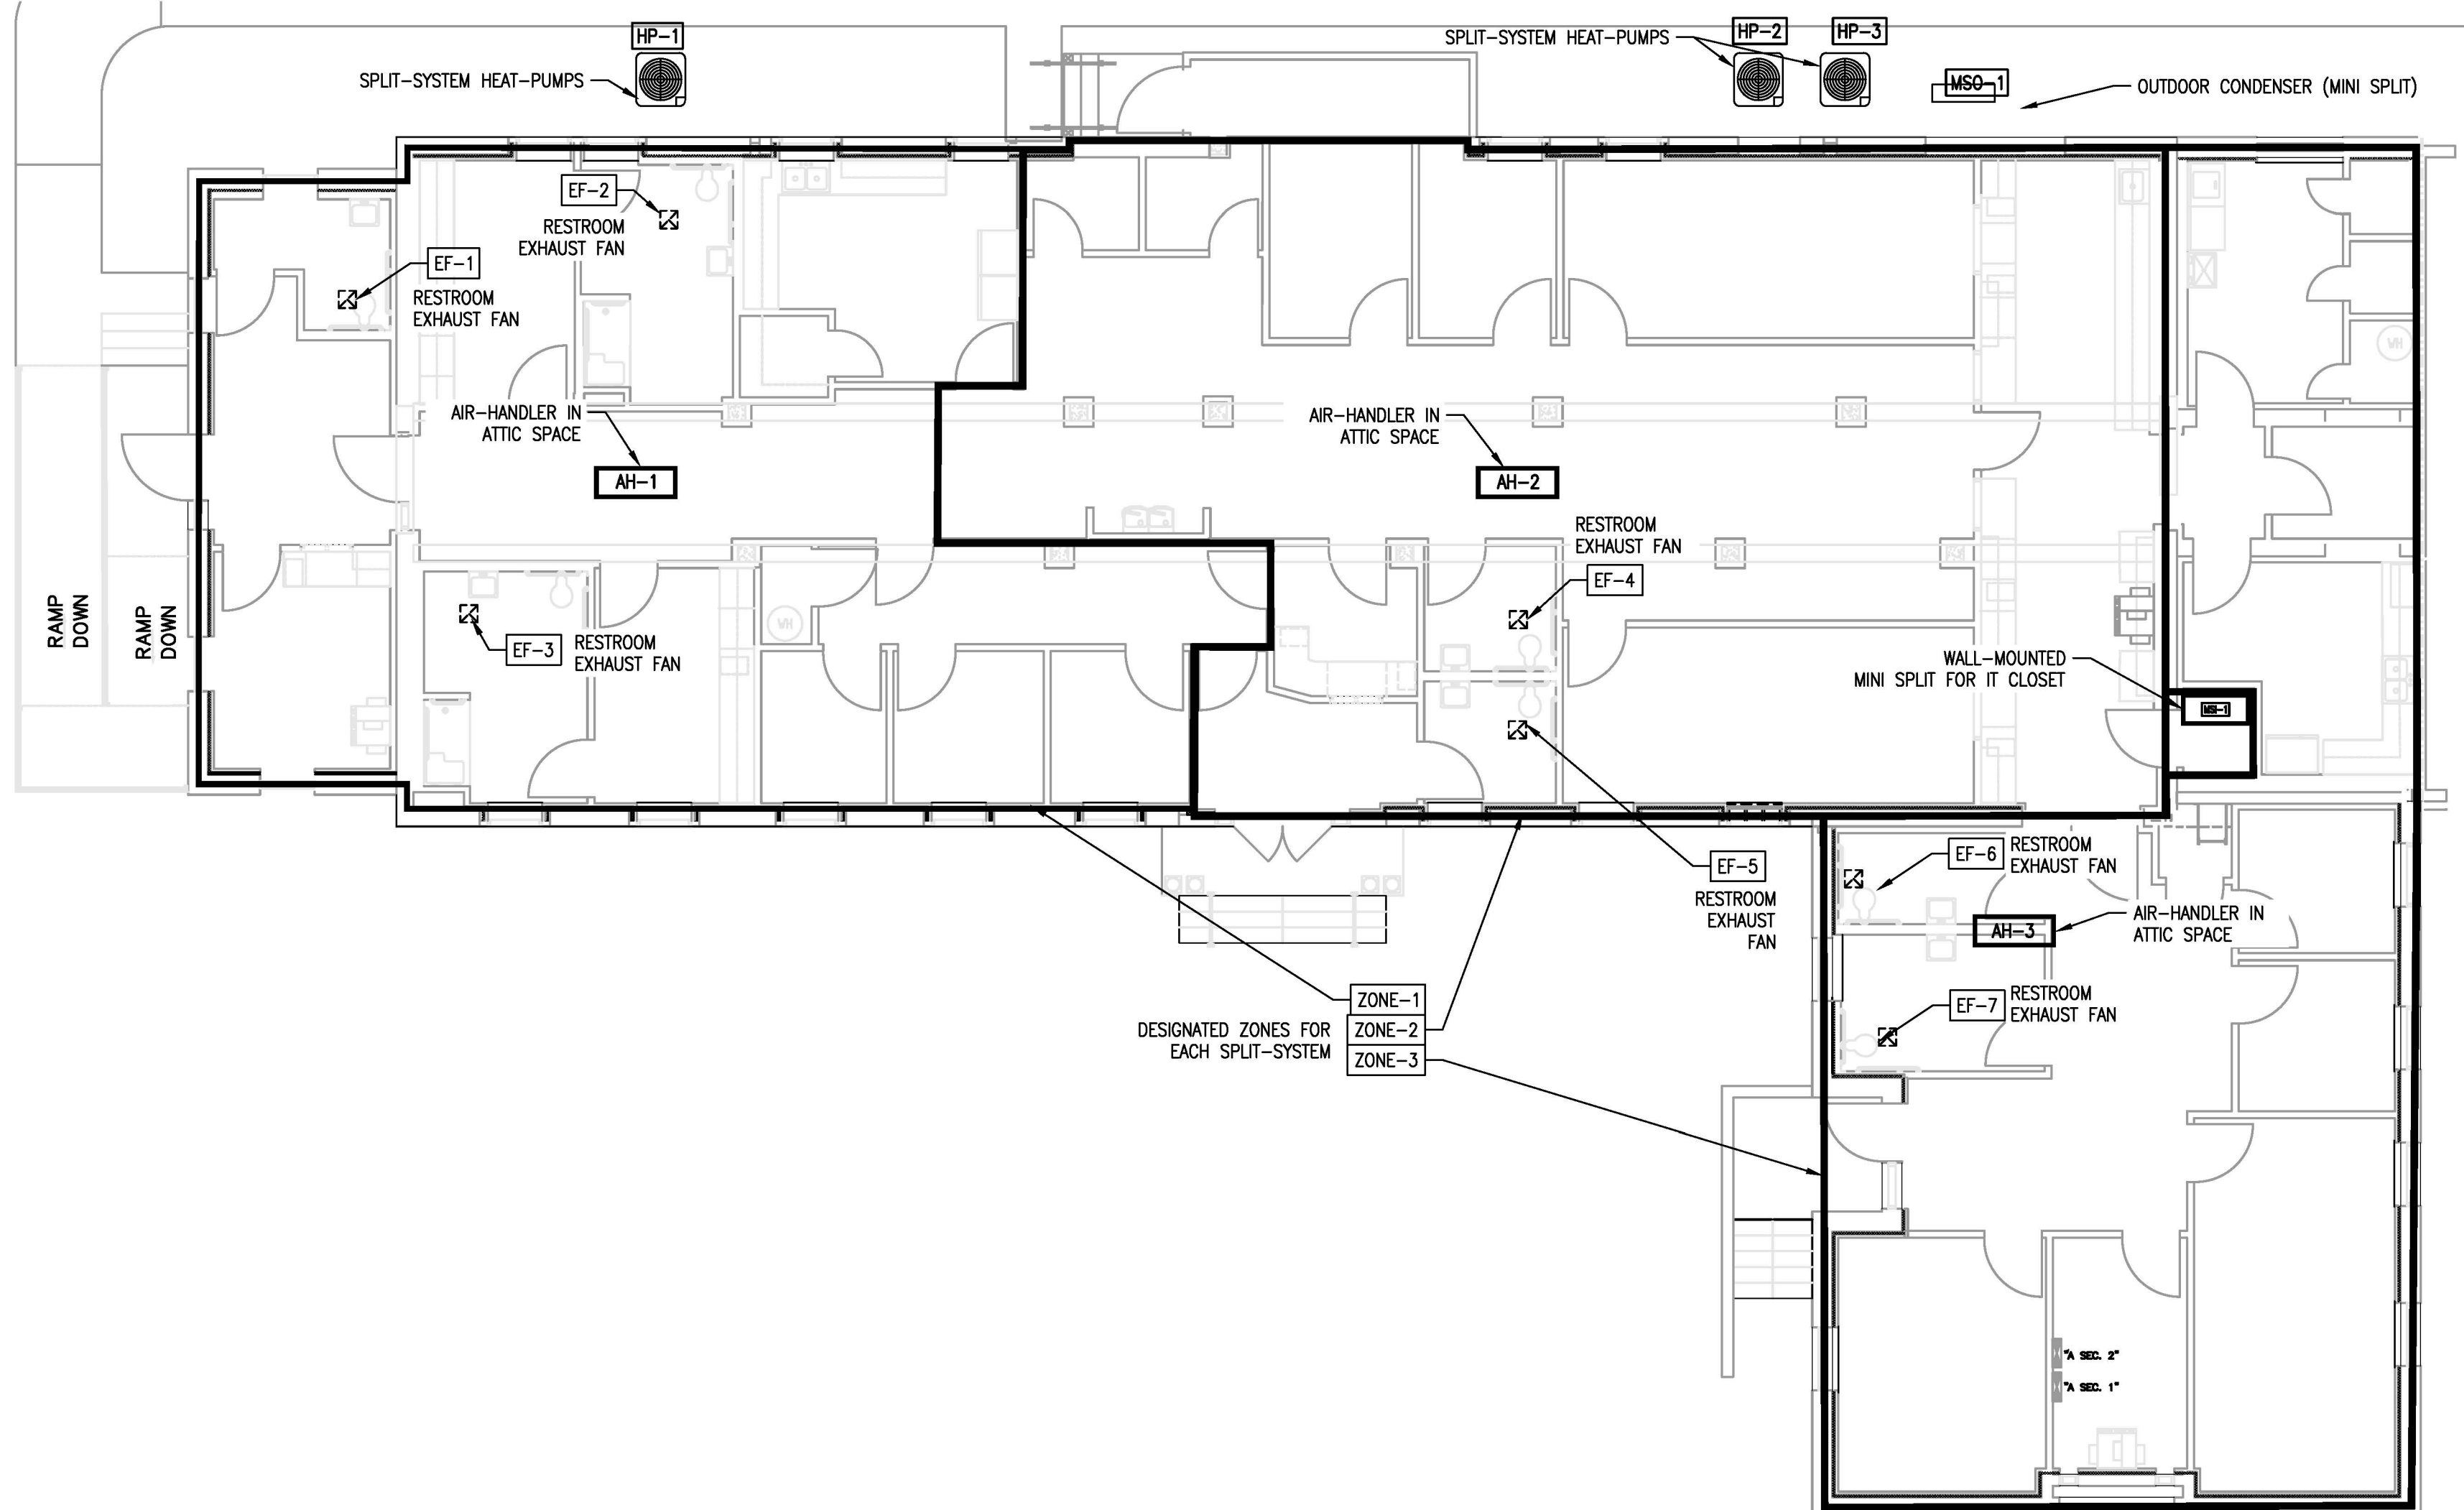 HP-1
HP-2
HP-3
SPLIT-SYSTEM HEAT-PUMPS
SPLIT-SYSTEM HEAT-PUMPS
MSO-1
OUTDOOR CONDENSER (MINI SPLIT)
EF-2
RESTROOM
EXHAUST FAN
EF-1
RESTROOM
EXHAUST FAN
WH
AIR-HANDLER IN
ATTIC SPACE
AH-1
AIR-HANDLER IN
ATTIC SPACE
AH-2
RESTROOM
EXHAUST FAN
EF-4
RAMP
DOWN
RAMP
DOWN
EF-3
RESTROOM
EXHAUST FAN
WH
WALL-MOUNTED
MINI SPLIT FOR IT CLOSET
MSI-1
EF-5
RESTROOM
EXHAUST
FAN
EF-6
RESTROOM
EXHAUST FAN
AH-3
AIR-HANDLER IN
ATTIC SPACE
EF-7
RESTROOM
EXHAUST FAN
DESIGNATED ZONES FOR
EACH SPLIT-SYSTEM
ZONE-1
ZONE-2
ZONE-3
"A SEC. 2"
"A SEC. 1"